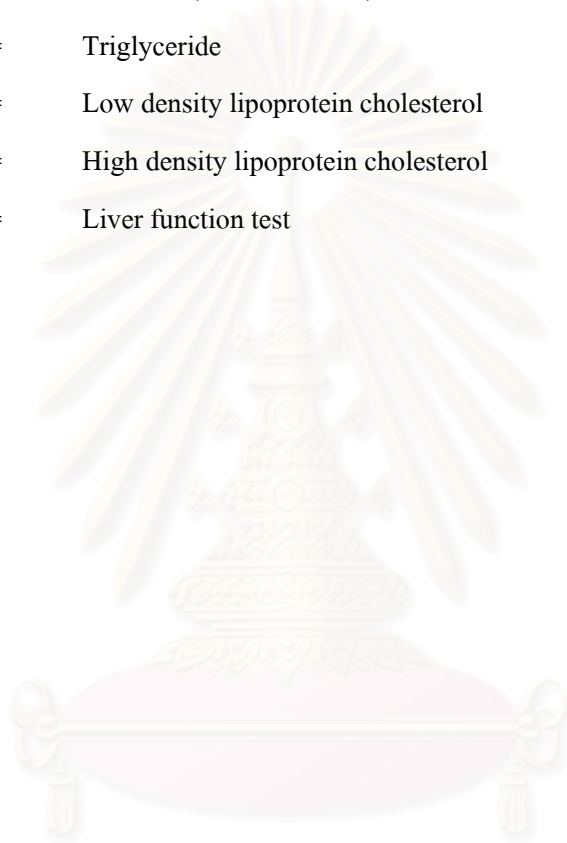 = Triglyceride
= Low density lipoprotein cholesterol
= High density lipoprotein cholesterol
= Liver function test